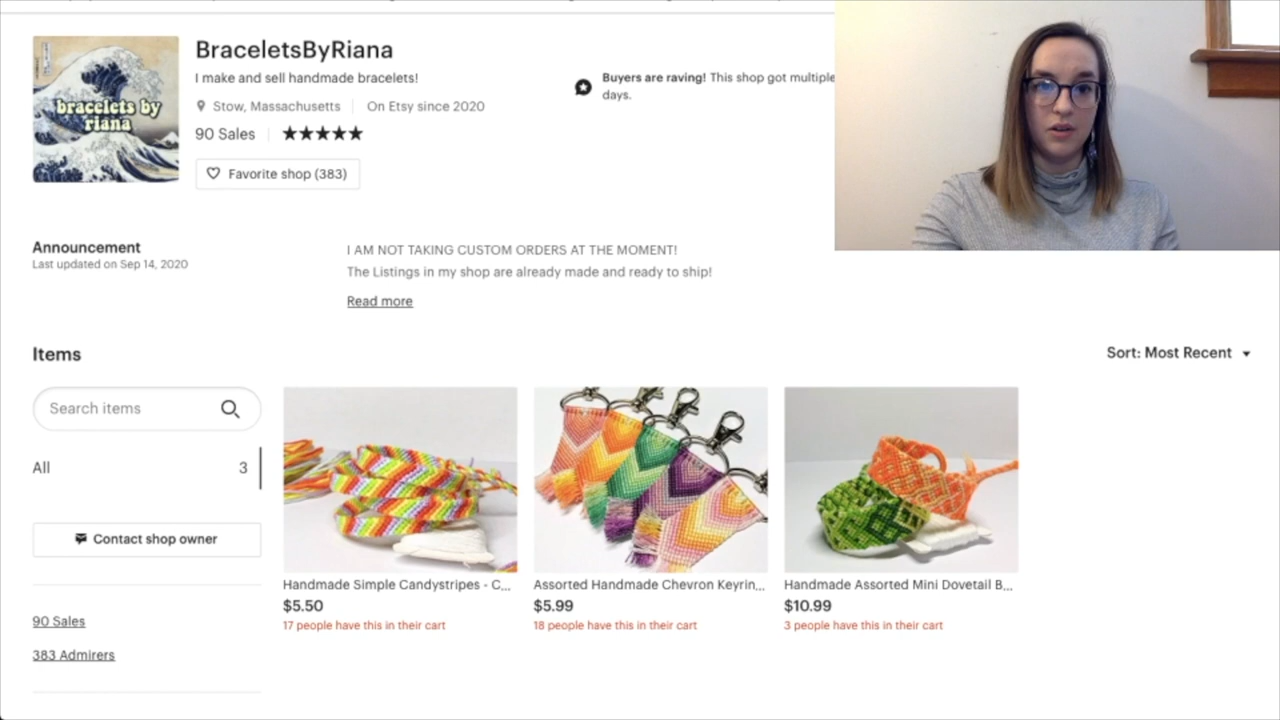 BraceletsByRiana
I make and sell handmade bracelets!
Stow, Massachusetts
On Etsy since 2020
90 Sales
Favorite shop (383)
bracelets by
riana
Buyers are raving! This shop got multiple
days.
Announcement
Last updated on Sep 14, 2020
I AM NOT TAKING CUSTOM ORDERS AT THE MOMENT!
The Listings in my shop are already made and ready to ship!
Read more
Items
Sort: Most Recent
Search items
All 3
Contact shop owner
90 Sales
383 Admirers
Handmade Simple Candystripes - C...
$5.50
17 people have this in their cart
Assorted Handmade Chevron Keyrin...
$5.99
18 people have this in their cart
Handmade Assorted Mini Dovetail B...
$10.99
3 people have this in their cart